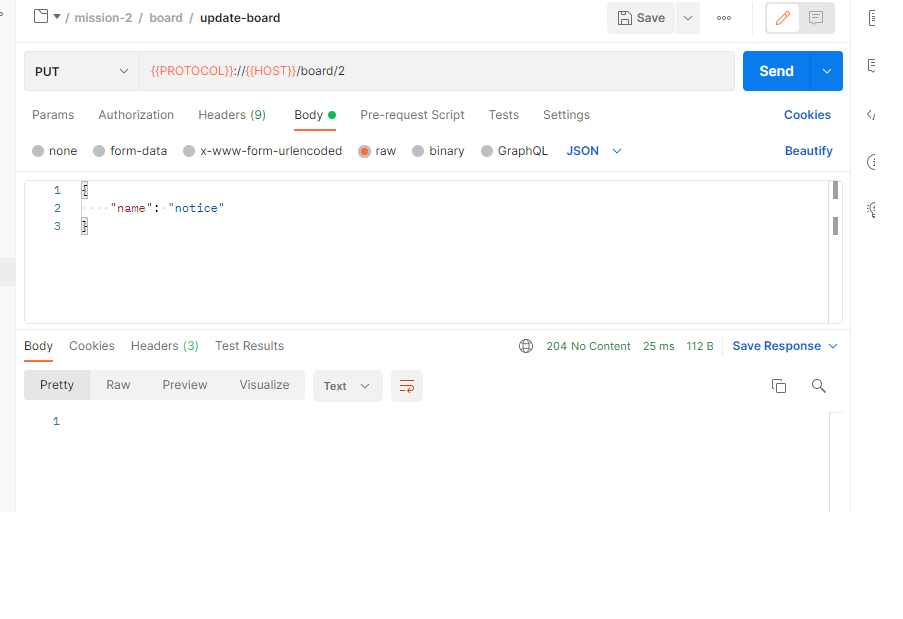 / mission-2 / board / update-board
Save
PUT
{{PROTOCOL}}://{{HOST}}/board/2
Send
Params Authorization Headers (9) Body Pre-request Script Tests Settings Cookies
none form-data x-www-form-urlencoded raw binary GraphQL JSON Beautify
1 {
2 ····"name":·"notice"
3 }
Body Cookies Headers (3) Test Results 204 No Content 25 ms 112 B Save Response
Pretty Raw Preview Visualize Text
1